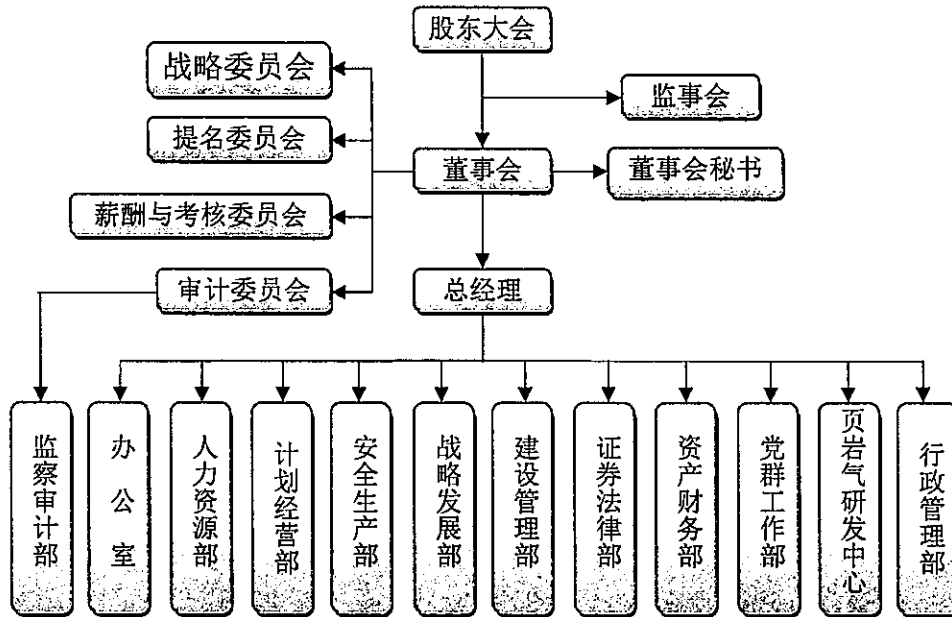 股东大会
战略委员会
监事会
提名委员会
董事会
董事会秘书
薪酬与考核委员会
审计委员会
总经理
监察审计部
办公室
人力资源部
计划经营部
安全生产部
战略发展部
建设管理部
证券法律部
资产财务部
党群工作部
页岩气研发中心
行政管理部